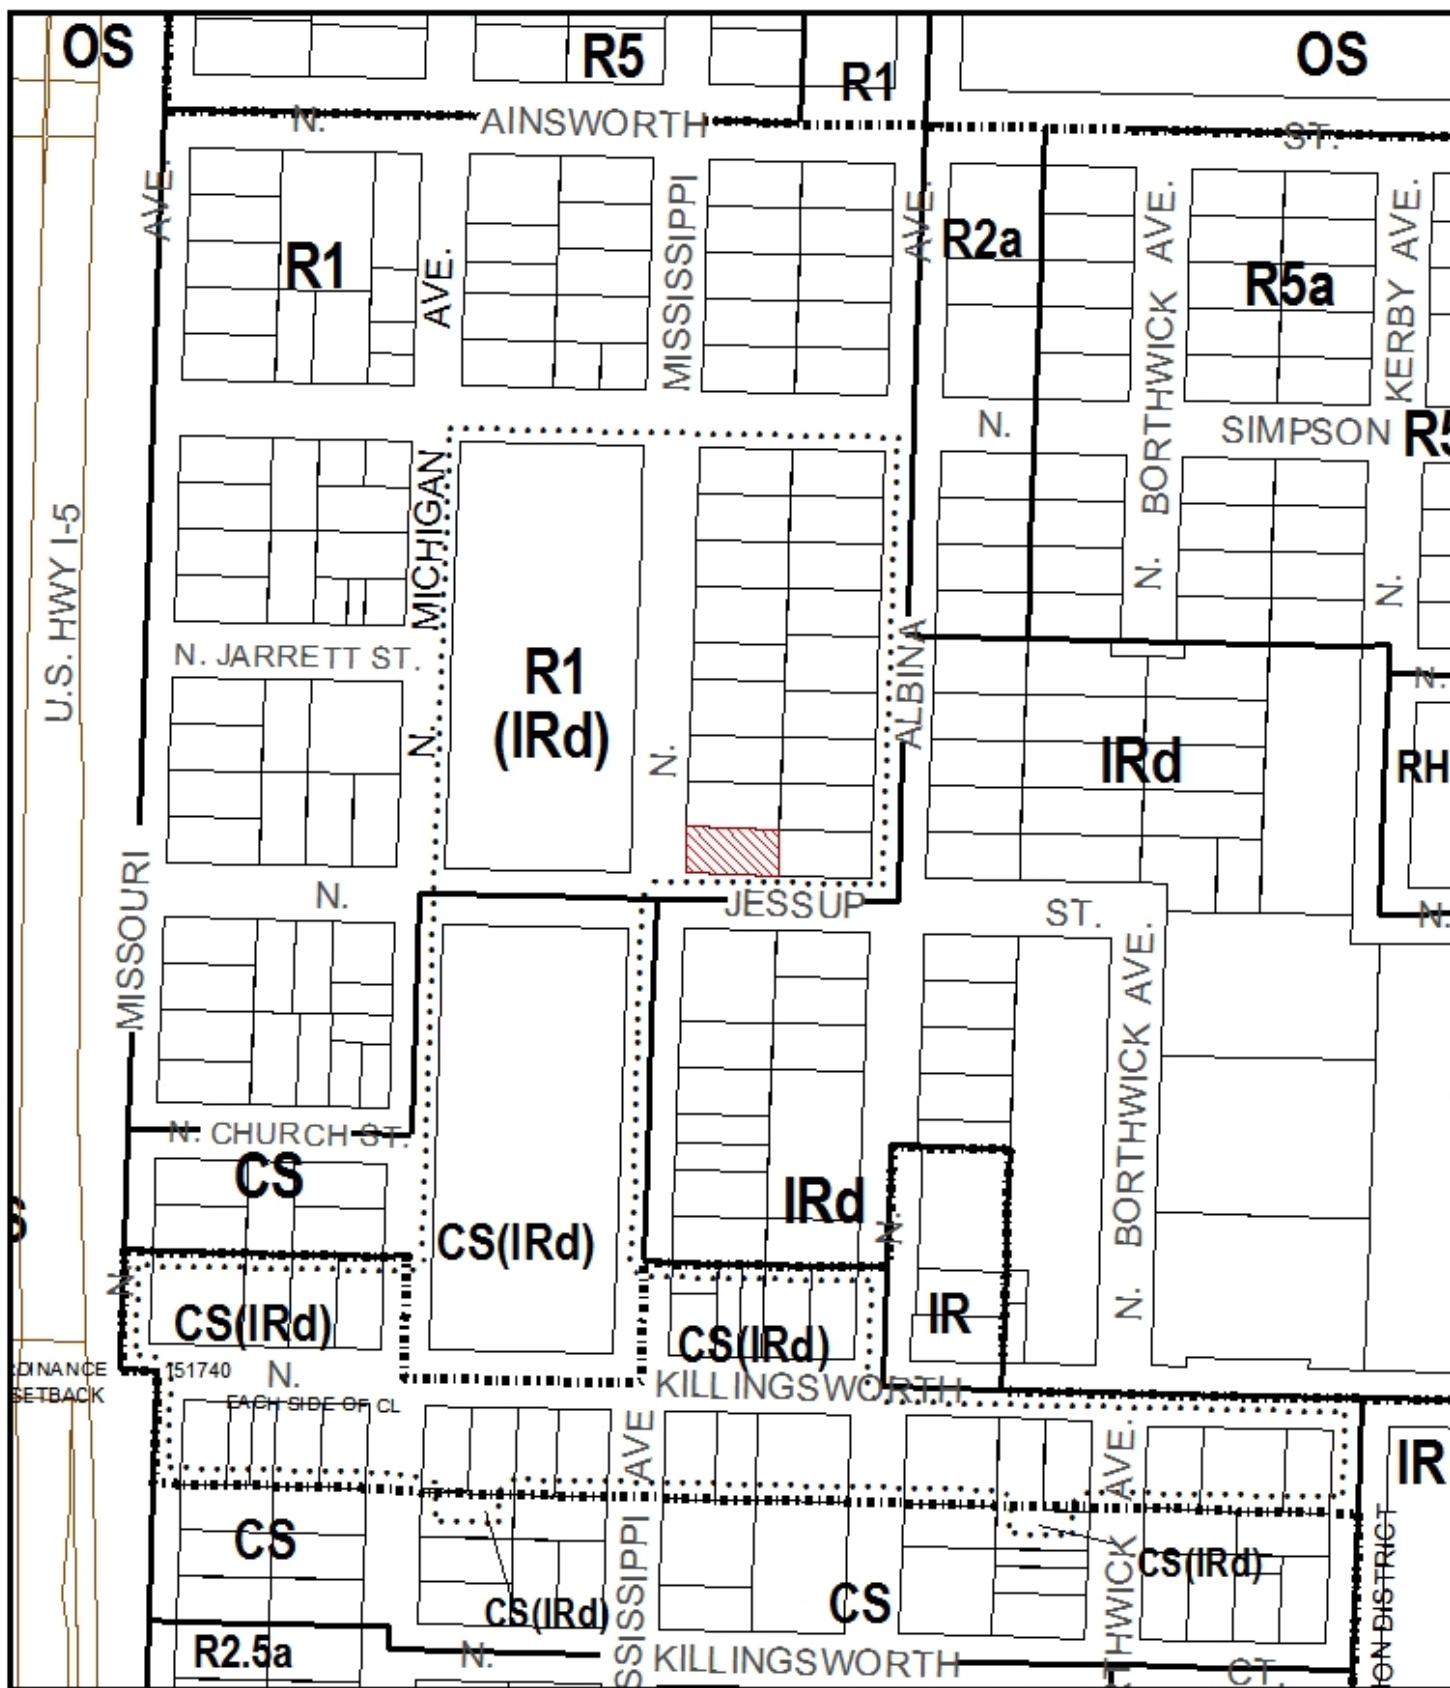 OS
R5
R1
OS
N.
AINSWORTH
ST.
AVE.
R1
AVE.
MISSISSIPPI
AVE.
R2a
BORTHWICK AVE.
N.
R5a
KERBY AVE.
N.
N.
SIMPSON
MICHIGAN
N.
U.S. HWY I-5
N. JARRETT ST.
R1
(IRd)
N.
ALBINA
IRd
N.
RH
MISSOURI
N.
JESSUP
ST.
N.
N. BORTHWICK AVE.
N. CHURCH ST.
CS
CS(IRd)
IRd
N.
N.
CS(IRd)
CS(IRd)
IR
SETBACK
151740
N.
EACH SIDE OF CL
KILLINGSWORTH
AVE
AVE.
IR
CS
CS(IRd)
CS
CS(IRd)
R2.5a
N.
KILLINGSWORTH
CT.